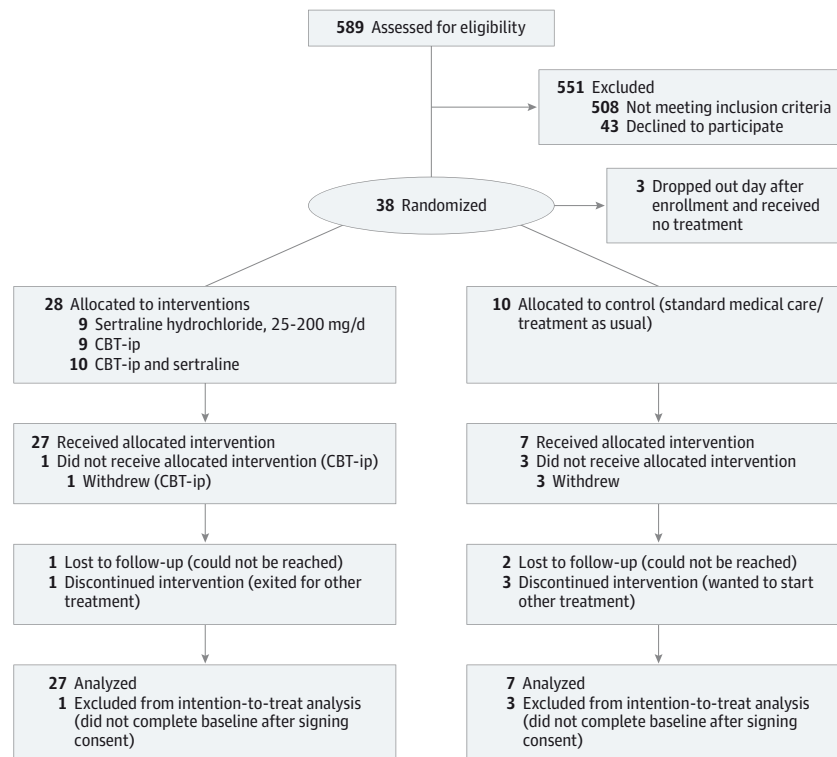 589 Assessed for eligibility
551 Excluded
508 Not meeting inclusion criteria
43 Declined to participate
38 Randomized
3 Dropped out day after
enrollment and received
no treatment
28 Allocated to interventions
9 Sertraline hydrochloride, 25-200 mg/d
9 CBT-ip
10 CBT-ip and sertraline
10 Allocated to control (standard medical care/
treatment as usual)
27 Received allocated intervention
1 Did not receive allocated intervention (CBT-ip)
1 Withdrew (CBT-ip)
7 Received allocated intervention
3 Did not receive allocated intervention
3 Withdrew
1 Lost to follow-up (could not be reached)
1 Discontinued intervention (exited for other
treatment)
2 Lost to follow-up (could not be reached)
3 Discontinued intervention (wanted to start
other treatment)
27 Analyzed
1 Excluded from intention-to-treat analysis
(did not complete baseline after signing
consent)
7 Analyzed
3 Excluded from intention-to-treat analysis
(did not complete baseline after signing
consent)